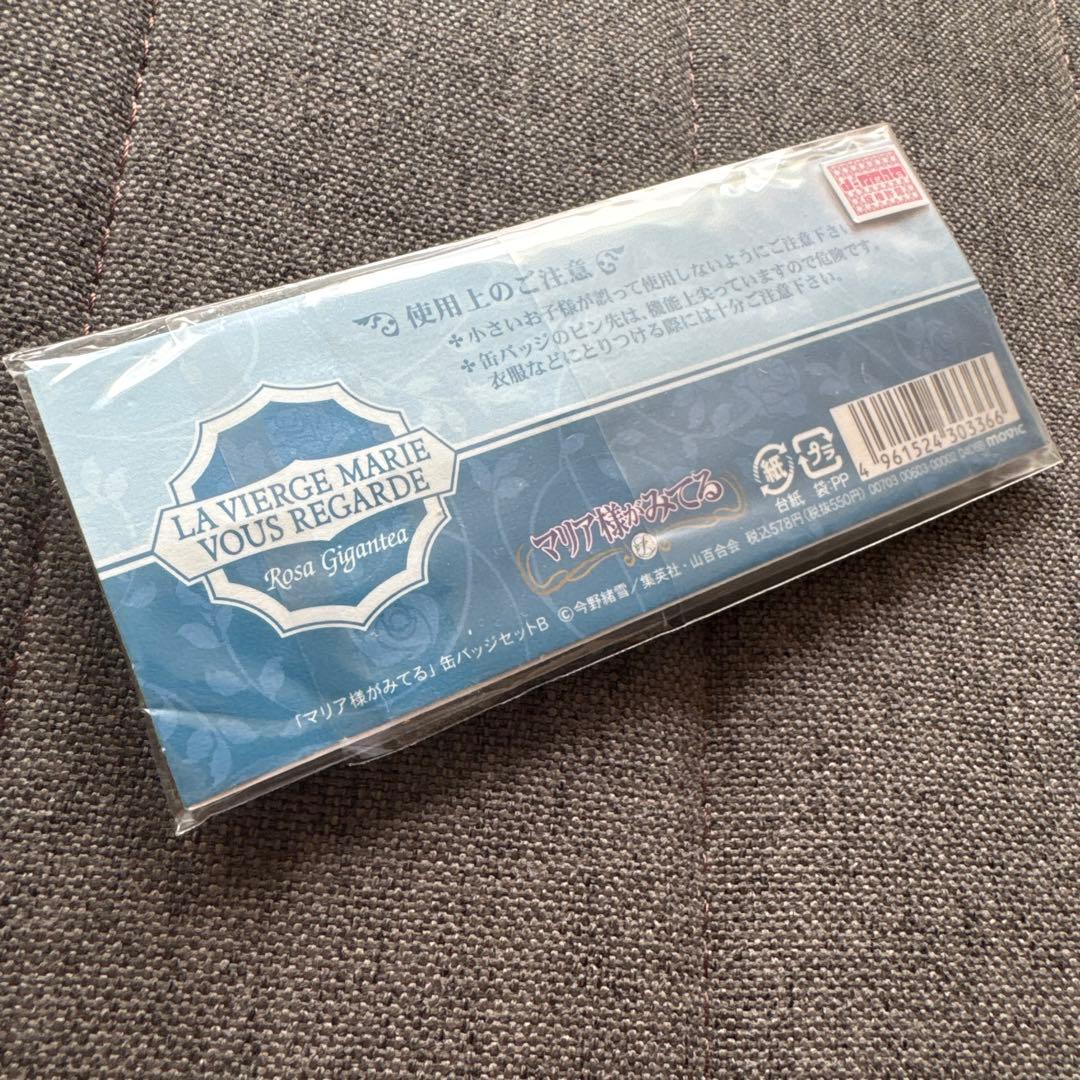 使用上のご注意
小さいお子様が誤って使用しないようにご注意下さい
缶バッジのピン先は、機能上尖っていますので危険です。
衣服などにとりつける際には十分ご注意下さい。
LA VIERGE MARIE
VOUS REGARDE
Rosa Gigantea
マリア様がみてる
紙
プラ
台紙 袋:PP
4 961524 303366
movic
「マリア様がみてる」缶バッジセットB ©今野緒雪/集英社・山百合会 税込578円(税抜550円) 00703 00603 00002